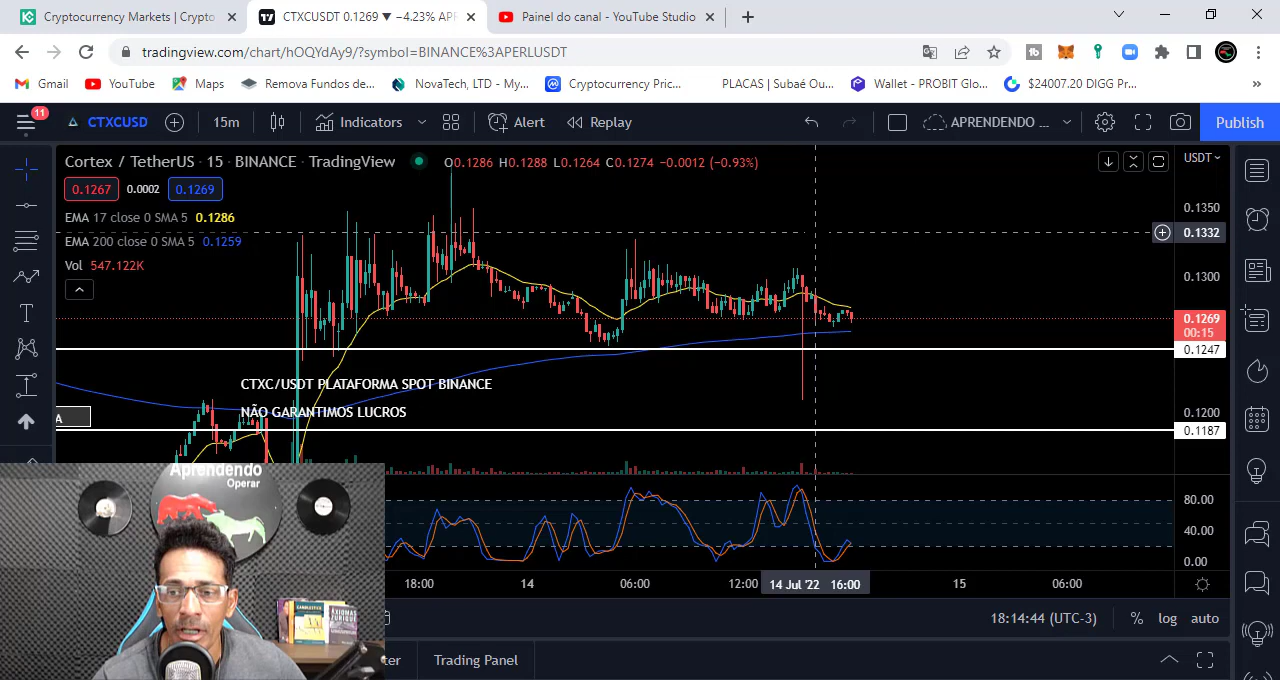 Cryptocurrency Markets | Crypto
CTXCUSDT 0.1269 ▼ −4.23% APR
Painel do canal - YouTube Studio
tradingview.com/chart/hOQYdAy9/?symbol=BINANCE%3APERLUSDT
Gmail
YouTube
Maps
Remova Fundos de...
NovaTech, LTD - My...
Cryptocurrency Pric...
PLACAS | Subaé Ou...
Wallet - PROBIT Glo...
$24007.20 DIGG Pr...
»
11
CTXCUSD
15m
Indicators
Alert
Replay
APRENDENDO ...
Publish
Cortex / TetherUS · 15 · BINANCE · TradingView
O0.1286 H0.1288 L0.1264 C0.1274 −0.0012 (−0.93%)
USDT
0.1267
0.0002
0.1269
EMA 17 close 0 SMA 5 0.1286
EMA 200 close 0 SMA 5 0.1259
Vol 547.122K
0.1350
0.1332
0.1300
0.1269
00:15
0.1247
0.1200
0.1187
CTXC/USDT PLATAFORMA SPOT BINANCE
NÃO GARANTIMOS LUCROS
A
Aprendendo
Operar
80.00
40.00
0.00
18:00
14
06:00
12:00
14 Jul '22 16:00
15
06:00
18:14:44 (UTC-3)
%
log
auto
ter
Trading Panel